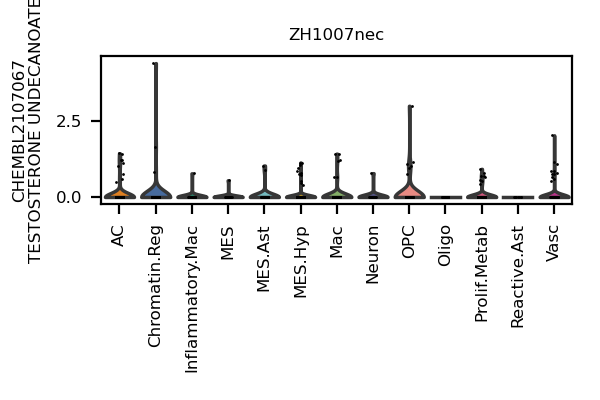 ZH1007nec
CHEMBL2107067
TESTOSTERONE UNDECANOATE
2.5
0.0
AC
Chromatin.Reg
Inflammatory.Mac
MES
MES.Ast
MES.Hyp
Mac
Neuron
OPC
Oligo
Prolif.Metab
Reactive.Ast
Vasc